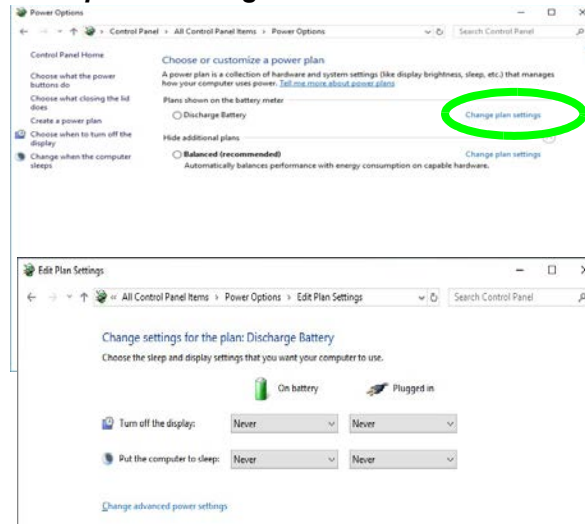 Power Options
Control Panel › All Control Panel Items › Power Options
Search Control Panel
Control Panel Home
Choose what the power
buttons do
Choose what closing the lid
does
Create a power plan
Choose when to turn off the
display
Change when the computer
sleeps
Choose or customize a power plan
A power plan is a collection of hardware and system settings (like display brightness, sleep, etc.) that manages
how your computer uses power. Tell me more about power plans
Plans shown on the battery meter
Discharge Battery Change plan settings
Hide additional plans
Balanced (recommended) Change plan settings
Automatically balances performance with energy consumption on capable hardware.
Edit Plan Settings
« All Control Panel Items › Power Options › Edit Plan Settings
Search Control Panel
Change settings for the plan: Discharge Battery
Choose the sleep and display settings that you want your computer to use.
On battery Plugged in
Turn off the display: Never Never
Put the computer to sleep: Never Never
Change advanced power settings